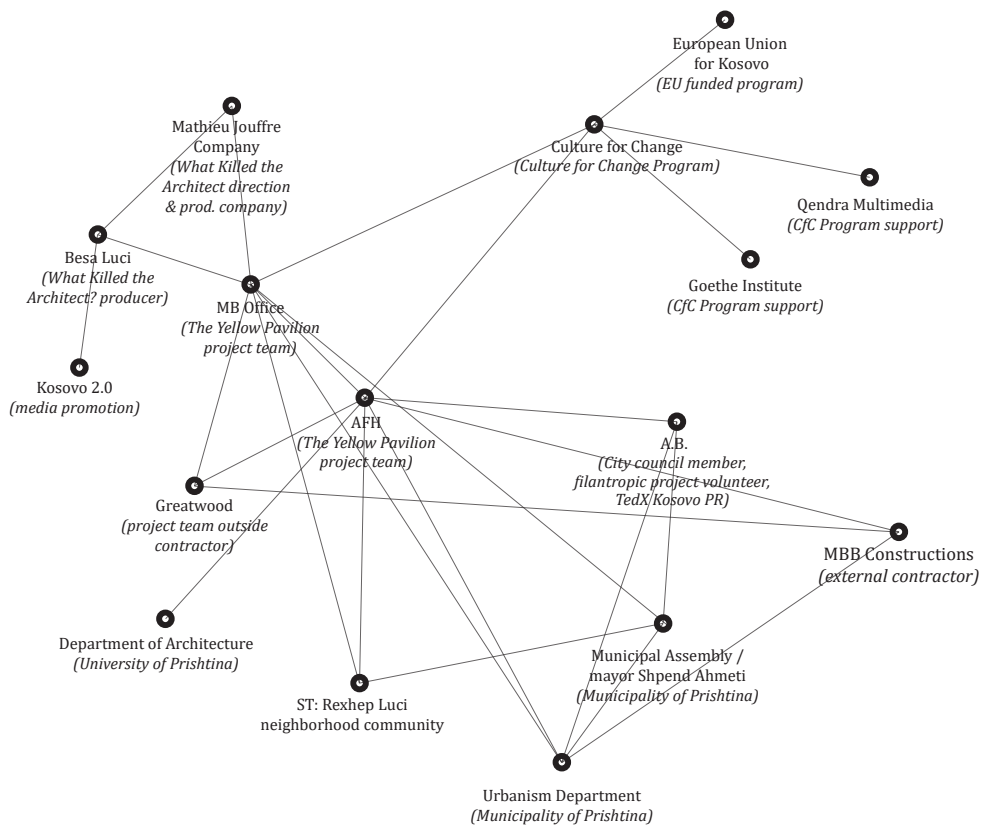 European Union
for Kosovo
(EU funded program)
Mathieu Jouffre
Company
(What Killed the
Architect direction
& prod. company)
Culture for Change
(Culture for Change Program)
Qendra Multimedia
(CfC Program support)
Besa Luci
(What Killed the
Architect? producer)
Goethe Institute
(CfC Program support)
MB Office
(The Yellow Pavilion
project team)
Kosovo 2.0
(media promotion)
AFH
(The Yellow Pavilion
project team)
A.B.
(City council member,
filantropic project volunteer,
TedX Kosovo PR)
Greatwood
(project team outside
contractor)
MBB Constructions
(external contractor)
Department of Architecture
(University of Prishtina)
Municipal Assembly /
mayor Shpend Ahmeti
(Municipality of Prishtina)
ST: Rexhep Luci
neighborhood community
Urbanism Department
(Municipality of Prishtina)